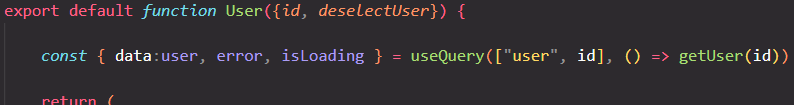 export default function User({id, deselectUser}) {
const { data:user, error, isLoading } = useQuery(["user", id], () => getUser(id))
return (